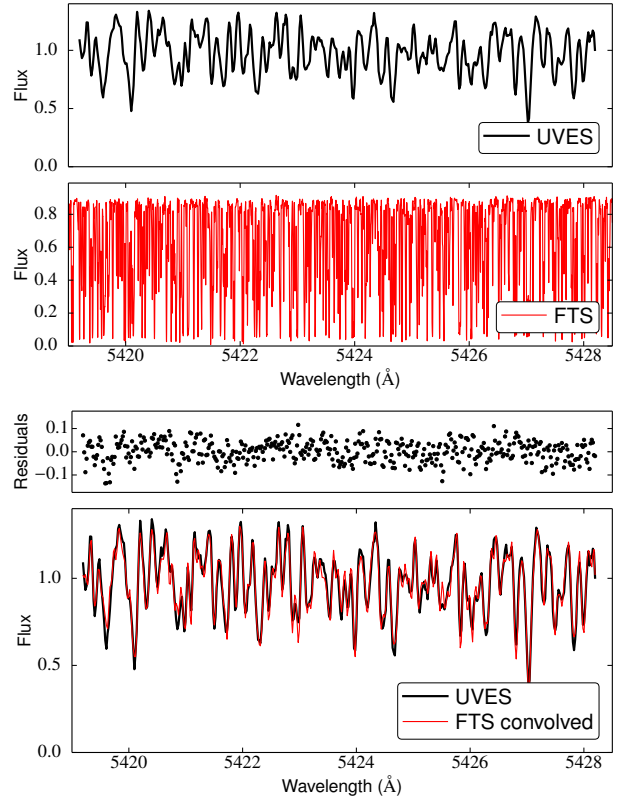 1.0
0.5
0.0
Flux
UVES
0.8
0.6
0.4
0.2
0.0
Flux
FTS
5420 5422 5424 5426 5428
Wavelength (Å)
0.1
0.0
−0.1
Residuals
1.0
0.5
0.0
Flux
UVES
FTS convolved
5420 5422 5424 5426 5428
Wavelength (Å)